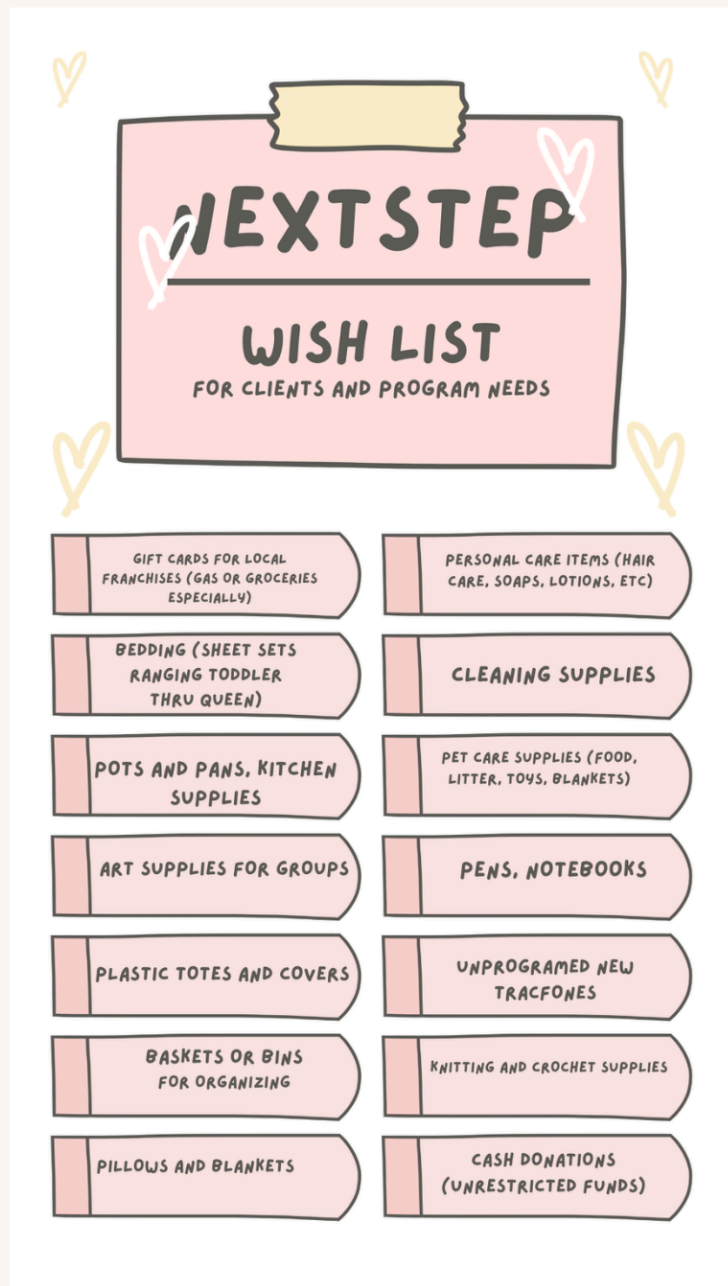 NEXTSTEP
WISH LIST
FOR CLIENTS AND PROGRAM NEEDS
GIFT CARDS FOR LOCAL
FRANCHISES (GAS OR GROCERIES
ESPECIALLY)
PERSONAL CARE ITEMS (HAIR
CARE, SOAPS, LOTIONS, ETC)
BEDDING (SHEET SETS
RANGING TODDLER
THRU QUEEN)
CLEANING SUPPLIES
POTS AND PANS, KITCHEN
SUPPLIES
PET CARE SUPPLIES (FOOD,
LITTER, TOYS, BLANKETS)
ART SUPPLIES FOR GROUPS
PENS, NOTEBOOKS
PLASTIC TOTES AND COVERS
UNPROGRAMED NEW
TRACFONES
BASKETS OR BINS
FOR ORGANIZING
KNITTING AND CROCHET SUPPLIES
PILLOWS AND BLANKETS
CASH DONATIONS
(UNRESTRICTED FUNDS)